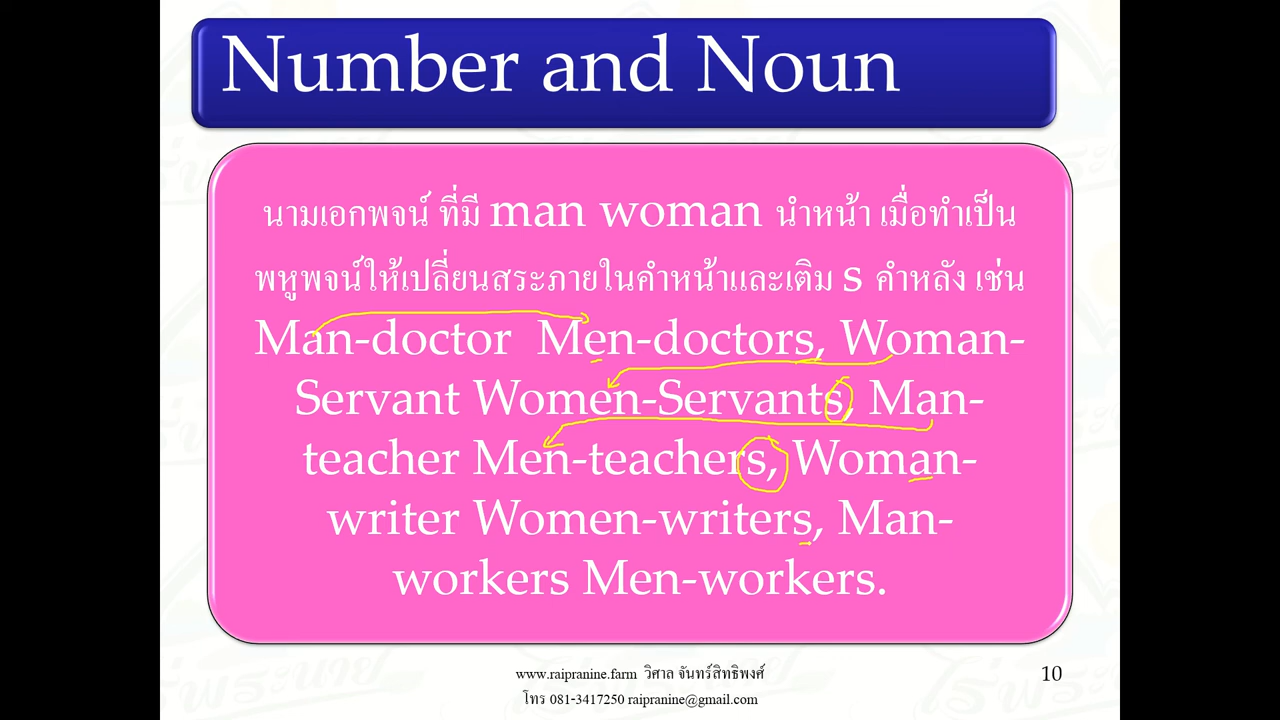 Number and Noun
นามเอกพจน์ ที่มี man woman นำหน้า เมื่อทำเป็น
พหูพจน์ให้เปลี่ยนสระภายในคำหน้าและเติม s คำหลัง เช่น
Man-doctor Men-doctors, Woman-
Servant Women-Servants, Man-
teacher Men-teachers, Woman-
writer Women-writers, Man-
workers Men-workers.
www.raipranine.farm วิศาล จันทร์สิทธิพงศ์
โทร 081-3417250 raipranine@gmail.com
10